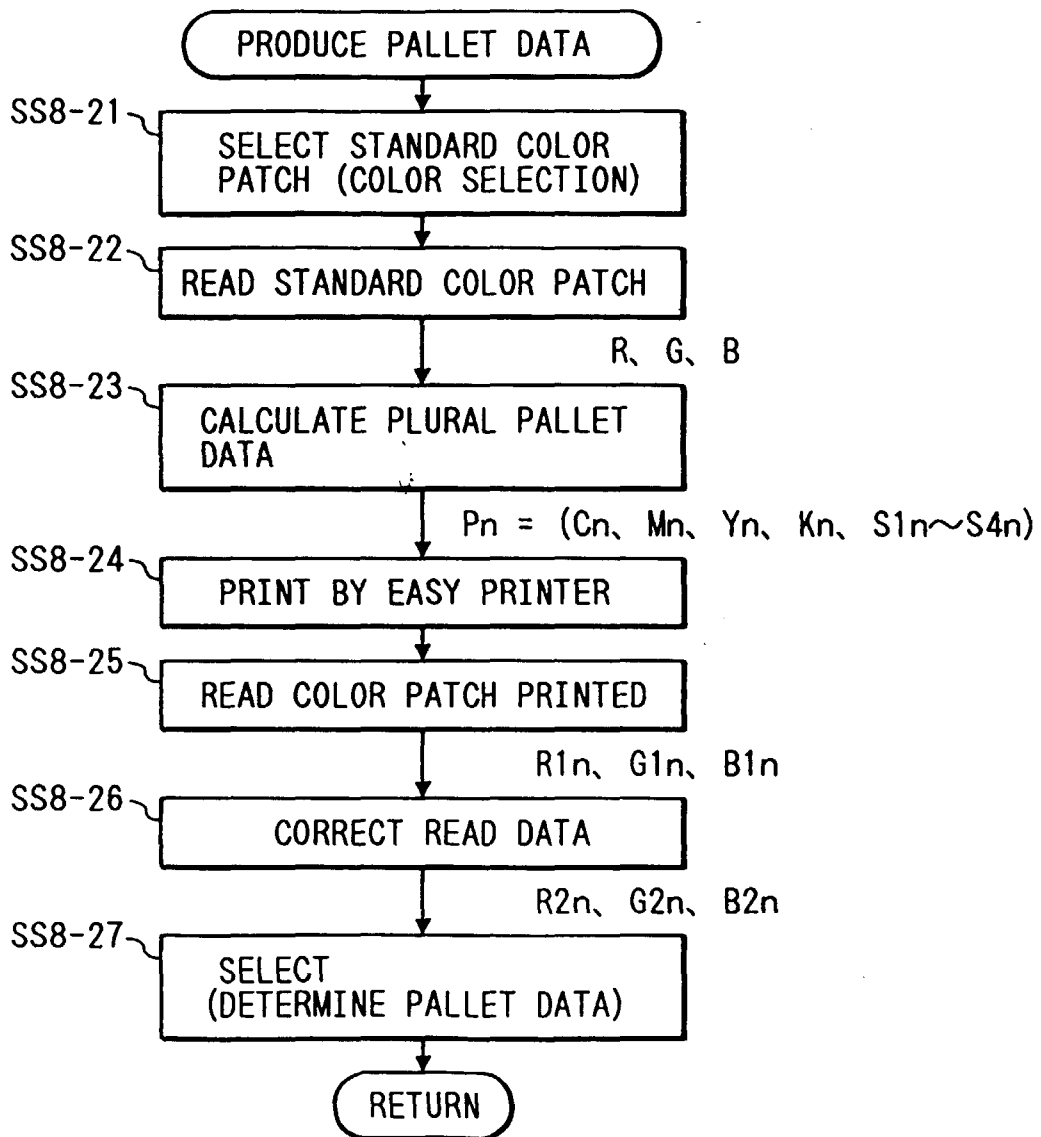 PRODUCE PALLET DATA
SS8-21
SELECT STANDARD COLOR
PATCH (COLOR SELECTION)
SS8-22
READ STANDARD COLOR PATCH
R、G、B
SS8-23
CALCULATE PLURAL PALLET
DATA
Pn = (Cn、Mn、Yn、Kn、S1n~S4n)
SS8-24
PRINT BY EASY PRINTER
SS8-25
READ COLOR PATCH PRINTED
R1n、G1n、B1n
SS8-26
CORRECT READ DATA
R2n、G2n、B2n
SS8-27
SELECT
(DETERMINE PALLET DATA)
RETURN